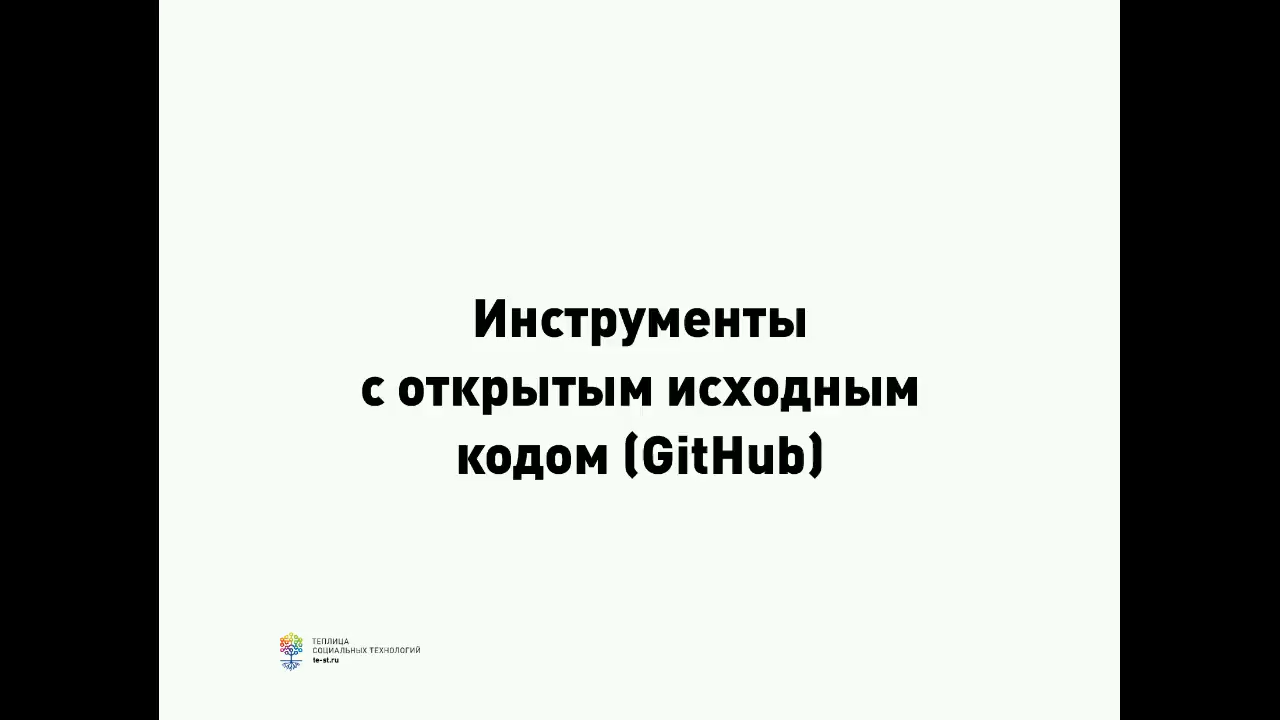 Инструменты
с открытым исходным
кодом (GitHub)
ТЕПЛИЦА
СОЦИАЛЬНЫХ ТЕХНОЛОГИЙ
te-st.ru